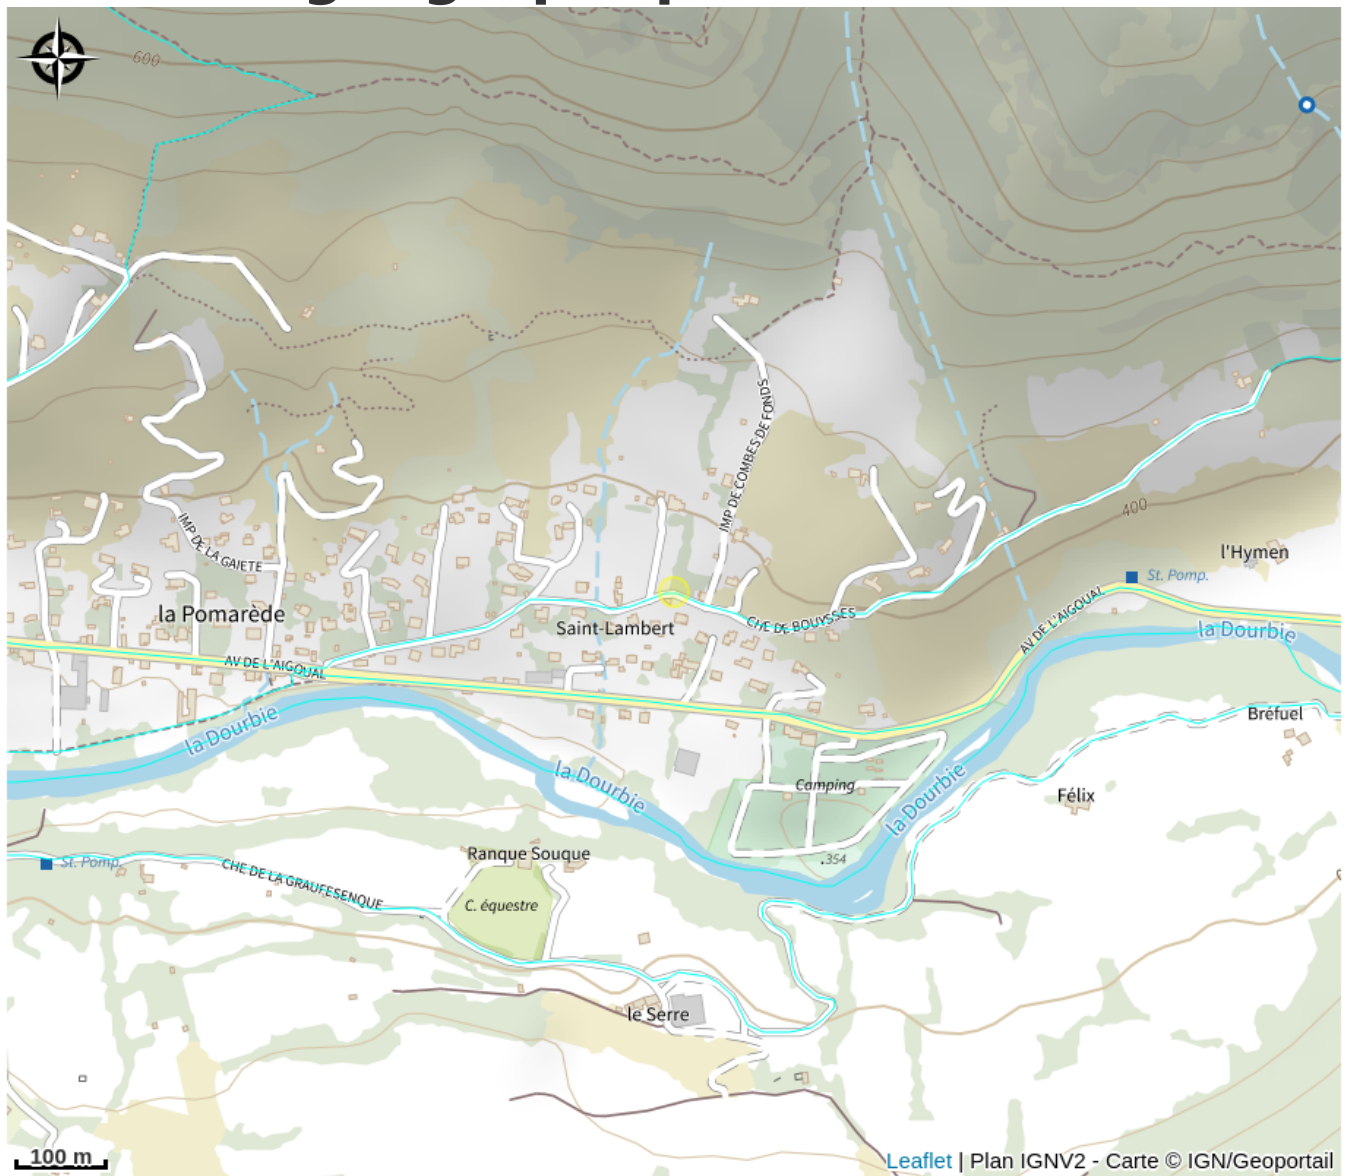 600
IMP DE COMBES DE FONDS
400
IMP DE LA GAIETE
l'Hymen
St. Pomp.
la Pomarède
Saint-Lambert
CHE DE BOUYSSES
AV DE L'AIGOUAL
la Dourbie
AV DE L'AIGOUAL
la Dourbie
Bréfuel
la Dourbie
Camping
la Dourbie
Félix
354
Ranque Souque
St. Pomp.
CHE DE LA GRAUFESENQUE
C. équestre
le Serre
100 m
Leaflet | Plan IGNV2 - Carte © IGN/Geoportail